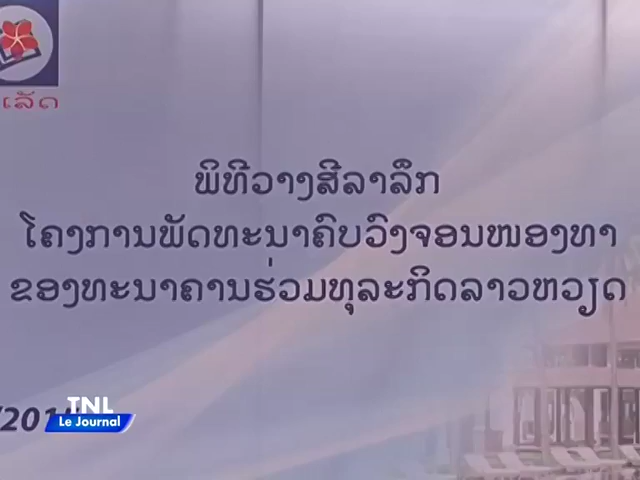 ເລັດ
ພິທີວາງສີລາລຶກ
ໂຄງການພັດທະນາຄົບວົງຈອນໜອງທາ
ຂອງທະນາຄານຮ່ວມທຸລະກິດລາວຫວຽດ
TNL
Le Journal